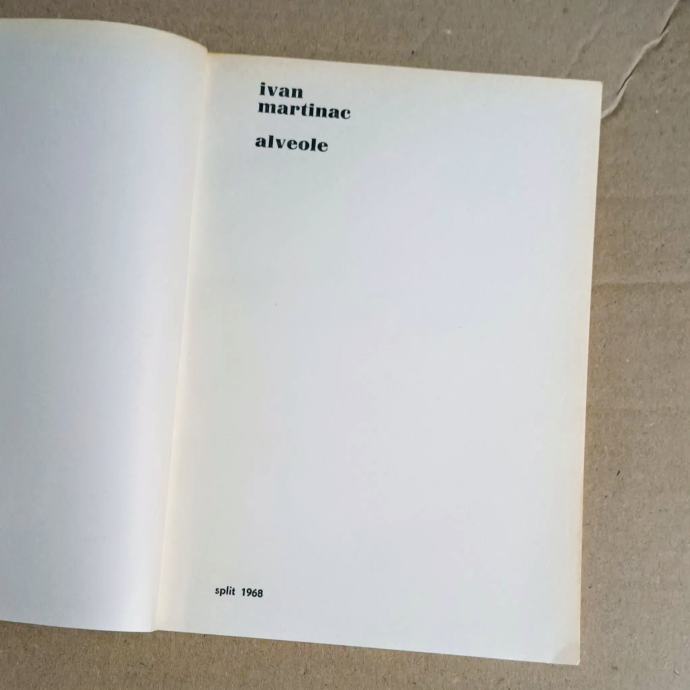 ivan
martinac
alveole
split 1968